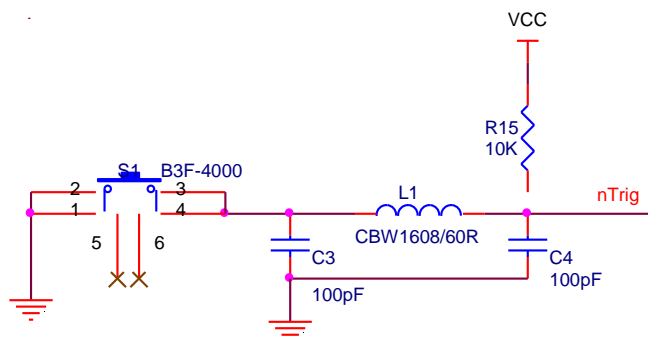 VCC
R15
10K
S1 B3F-4000
2 3
L1
nTrig
1 4
5 6
CBW1608/60R
C3
C4
100pF
100pF